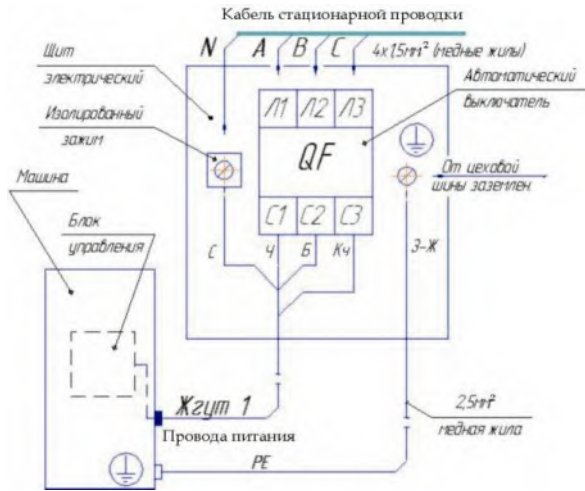 Кабель стационарной проводки
N A B C 4х1,5мм² (медные жилы)
Щит
электрический
Автоматический
выключатель
Изолированный
зажим
Л1 Л2 Л3
QF
От цеховой
шины заземлен.
Машина
С1 С2 С3
Блок
управления
С Ч Б Кч
З-Ж
Жгут 1
2,5мм²
медная жила
Провода питания
PE